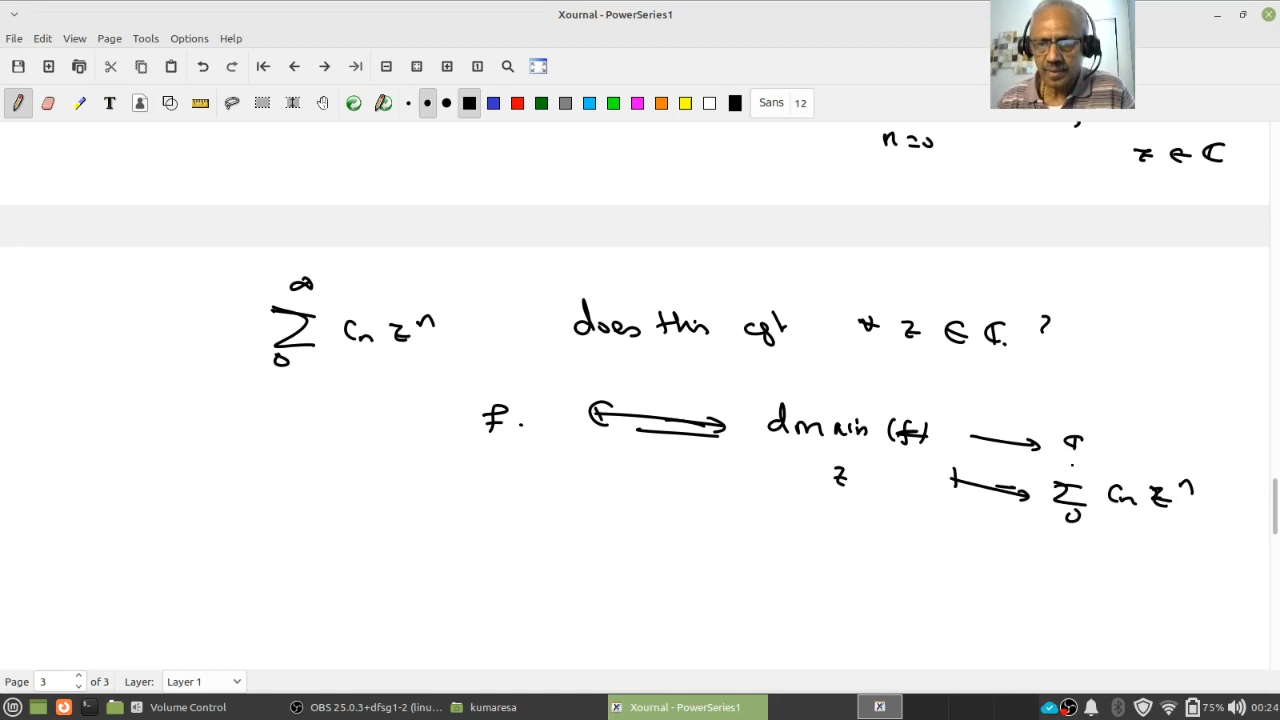 Xournal - PowerSeries1
File Edit View Page Tools Options Help
Sans 12
n=0
z ∈ ℂ
∞
∑ cn z^n does this cgt ∀ z ∈ ℂ ?
0
f. domain (f) → ℂ
z ↦ ∑ cn z^n
0
Page 3 of 3 Layer: Layer 1
Volume Control OBS 25.0.3+dfsg1-2 (linu... kumaresa Xournal - PowerSeries1 75% 00:24